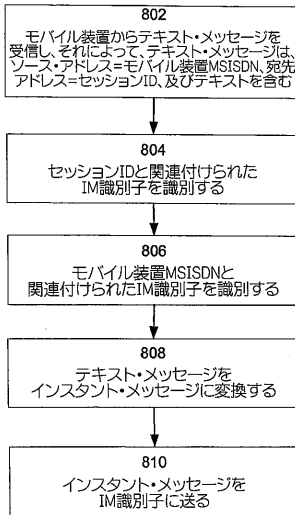 802
モバイル装置からテキスト・メッセージを
受信し、それによって、テキスト・メッセージは、
ソース・アドレス=モバイル装置MSISDN、宛先
アドレス=セッションID、及びテキストを含む
804
セッションIDと関連付けられた
IM識別子を識別する
806
モバイル装置MSISDNと
関連付けられたIM識別子を識別する
808
テキスト・メッセージを
インスタント・メッセージに変換する
810
インスタント・メッセージを
IM識別子に送る